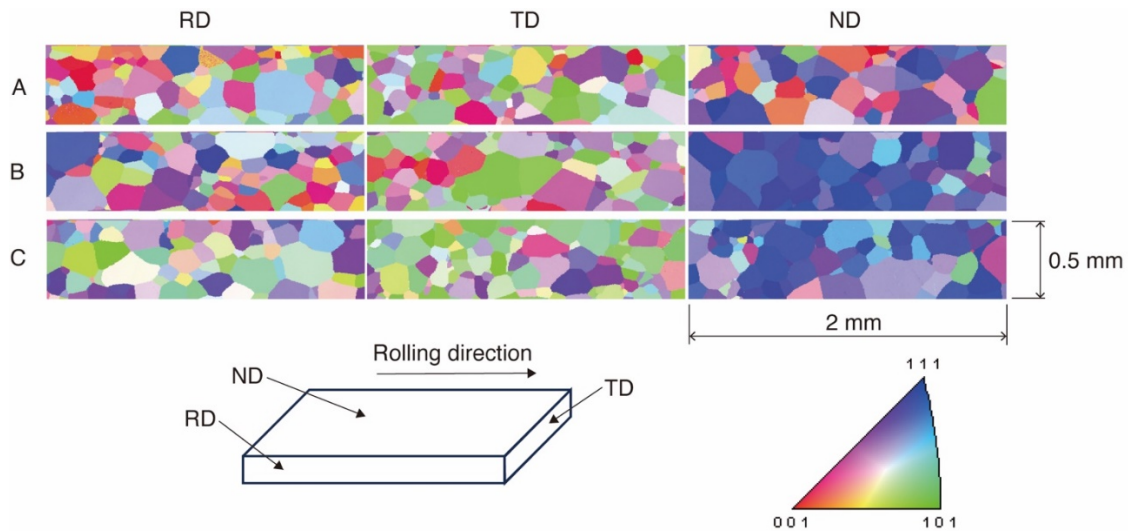 RD TD ND
A
B
C
0.5 mm
2 mm
Rolling direction
ND
TD
RD
1 1 1
0 0 1
1 0 1